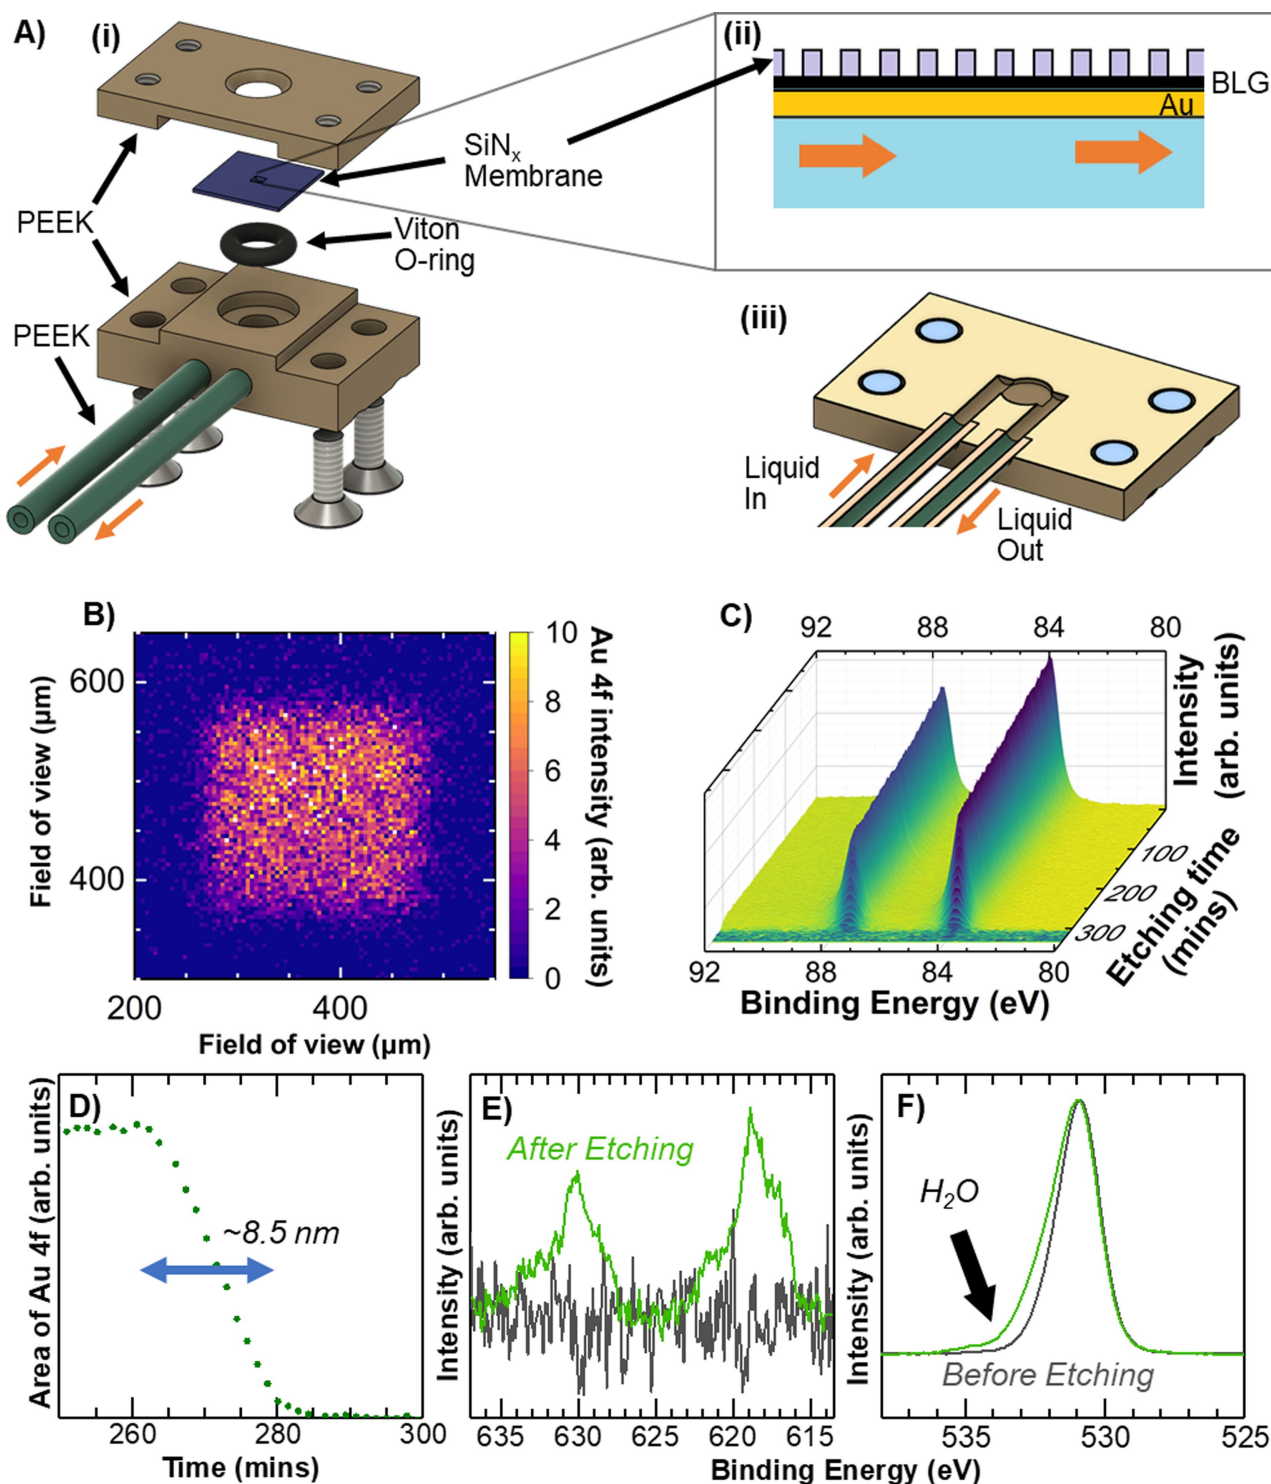 A)
(i)
PEEK
PEEK
SiNx
Membrane
Viton
O-ring
(ii)
BLG
Au
(iii)
Liquid
In
Liquid
Out
B)
600
400
200
400
Field of view (µm)
Field of view (µm)
10
8
6
4
2
0
Au 4f intensity (arb. units)
C)
92
88
84
80
Intensity
(arb. units)
100
200
300
Etching time
(mins)
92
88
84
80
Binding Energy (eV)
D)
Area of Au 4f (arb. units)
~8.5 nm
260
280
300
Time (mins)
E)
Intensity (arb. units)
After Etching
635
630
625
620
615
Binding Energy (eV)
F)
Intensity (arb. units)
H2O
Before Etching
535
530
525